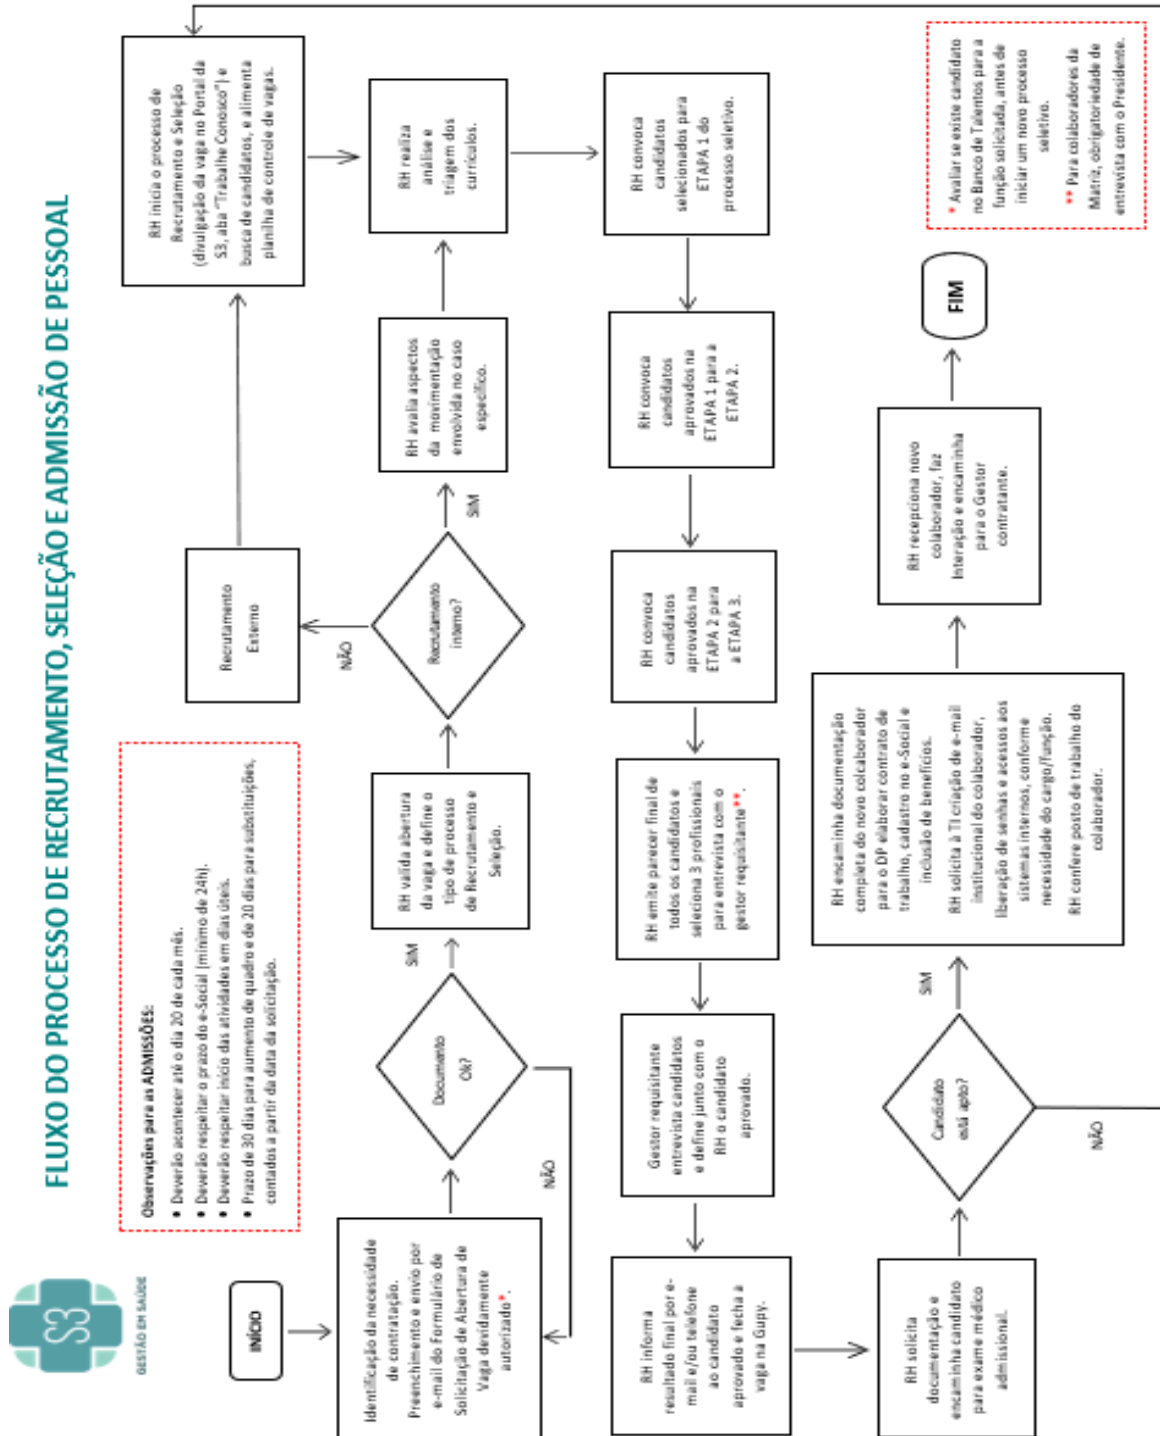 FLUXO DO PROCESSO DE RECRUTAMENTO, SELEÇÃO E ADMISSÃO DE PESSOAL
S3
GESTÃO EM SAÚDE
Observações para as ADMISSÕES:
• Deverão acontecer até o dia 20 de cada mês.
• Deverão respeitar o prazo do e-Social (mínimo de 24h).
• Deverão respeitar início das atividades em dias úteis.
• Prazo de 30 dias para aumento de quadro e de 20 dias para substituições,
contados a partir da data da solicitação.
INÍCIO
Identificação da necessidade
de contratação.
Preenchimento e envio por
e-mail do Formulário de
Solicitação de Abertura de
Vaga devidamente
autorizado*.
Documento
Ok?
NÃO
SIM
RH valida abertura
da vaga e define o
tipo de processo
de Recrutamento e
Seleção.
Recrutamento
interno?
NÃO
SIM
Recrutamento
Externo
RH inicia o processo de
Recrutamento e Seleção
(divulgação da vaga no Portal da
S3, aba "Trabalhe Conosco") e
busca de candidatos, e alimenta
planilha de controle de vagas.
RH avalia aspectos
da movimentação
envolvida no caso
específico.
RH realiza
análise e
triagem dos
currículos.
RH convoca
candidatos
selecionados para
ETAPA 1 do
processo seletivo.
RH convoca
candidatos
aprovados na
ETAPA 1 para a
ETAPA 2.
RH convoca
candidatos
aprovados na
ETAPA 2 para
a ETAPA 3.
RH emite parecer final de
todos os candidatos e
seleciona 3 profissionais
para entrevista com o
gestor requisitante**.
Gestor requisitante
entrevista candidatos
e define junto com o
RH o candidato
aprovado.
RH informa
resultado final por e-
mail e/ou telefone
ao candidato
aprovado e fecha a
vaga na Gupy.
RH solicita
documentação e
encaminha candidato
para exame médico
admissional.
Candidato
está apto?
NÃO
SIM
RH encaminha documentação
completa do novo colcaborador
para o DP elaborar contrato de
trabalho, cadastro no e-Social e
inclusão de benefícios.
RH solicita à TI criação de e-mail
institucional do colaborador,
liberação de senhas e acessos aos
sistemas internos, conforme
necessidade do cargo/função.
RH confere posto de trabalho do
colaborador.
RH recepciona novo
colaborador, faz
Interação e encaminha
para o Gestor
contratante.
FIM
* Avaliar se existe candidato
no Banco de Talentos para a
função solicitada, antes de
iniciar um novo processo
seletivo.
** Para colaboradores da
Matriz, obrigatoriedade de
entrevista com o Presidente.